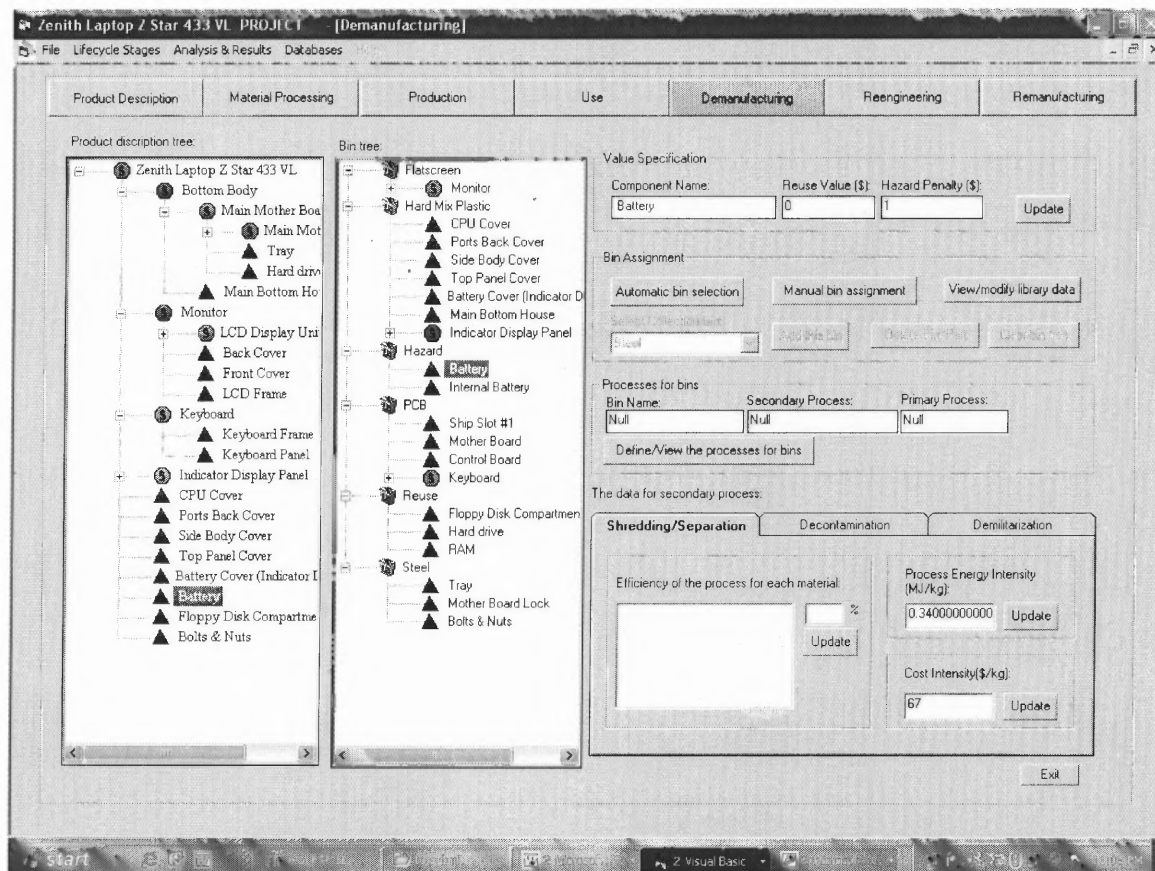 Zenith Laptop Z Star 433 VL PROJECT - [Demanufacturing]
File Lifecycle Stages Analysis & Results Databases
Product Description Material Processing Production Use Demanufacturing Reengineering Remanufacturing
Product discription tree:
Zenith Laptop Z Star 433 VL
Bottom Body
Main Mother Boa
Main Mot
Tray
Hard driv
Main Bottom Ho
Monitor
LCD Display Uni
Back Cover
Front Cover
LCD Frame
Keyboard
Keyboard Frame
Keyboard Panel
Indicator Display Panel
CPU Cover
Ports Back Cover
Side Body Cover
Top Panel Cover
Battery Cover (Indicator I
Battery
Floppy Disk Compartme
Bolts & Nuts
Bin tree:
Flatscreen
Monitor
Hard Mix Plastic
CPU Cover
Ports Back Cover
Side Body Cover
Top Panel Cover
Battery Cover (Indicator D
Main Bottom House
Indicator Display Panel
Hazard
Battery
Internal Battery
PCB
Ship Slot #1
Mother Board
Control Board
Keyboard
Reuse
Floppy Disk Compartmen
Hard drive
RAM
Steel
Tray
Mother Board Lock
Bolts & Nuts
Value Specification
Component Name: Reuse Value ($): Hazard Penalty ($):
Battery 0 1 Update
Bin Assignment
Automatic bin selection Manual bin assignment View/modify library data
Steel
Processes for bins
Bin Name: Secondary Process: Primary Process:
Null Null Null
Define/View the processes for bins
The data for secondary process:
Shredding/Separation Decontamination Demilitarization
Efficiency of the process for each material:
%
Update
Process Energy Intensity
(MJ/kg):
0.34000000000 Update
Cost Intensity($/kg):
67 Update
Exit
start 2 Visual Basic